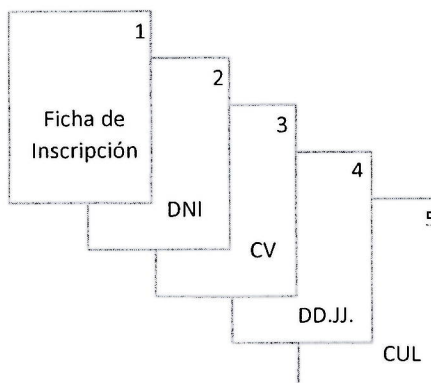 1
Ficha de
Inscripción
2
DNI
3
CV
4
DD.JJ.
CUL